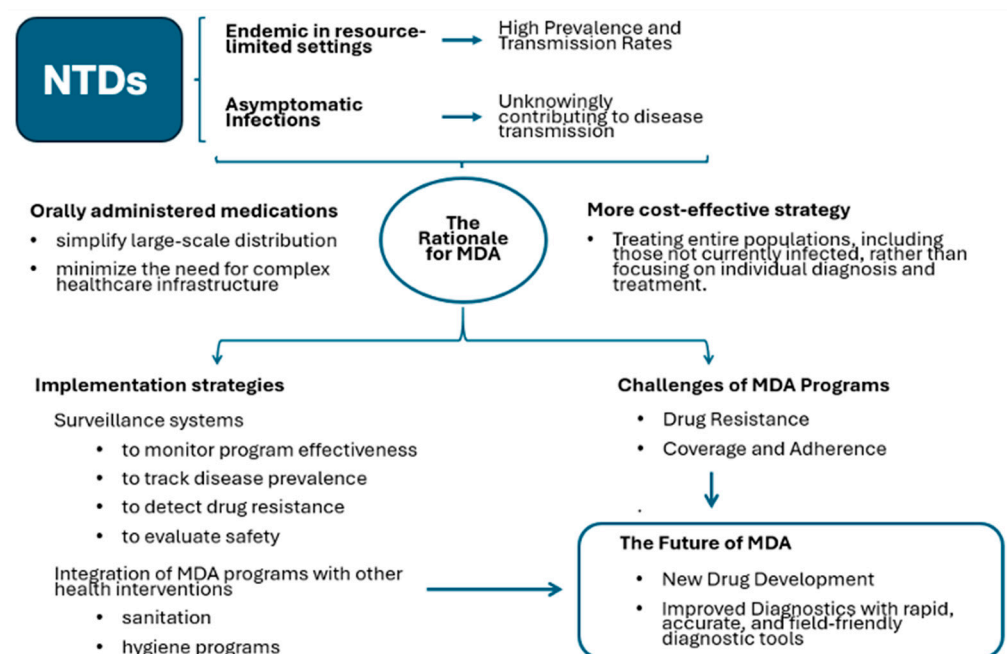 NTDs
Endemic in resource-
limited settings
High Prevalence and
Transmission Rates
Asymptomatic
Infections
Unknowingly
contributing to disease
transmission
The
Rationale
for MDA
Orally administered medications
• simplify large-scale distribution
• minimize the need for complex
healthcare infrastructure
More cost-effective strategy
• Treating entire populations, including
those not currently infected, rather than
focusing on individual diagnosis and
treatment.
Implementation strategies
Surveillance systems
• to monitor program effectiveness
• to track disease prevalence
• to detect drug resistance
• to evaluate safety
Integration of MDA programs with other
health interventions
• sanitation
• hygiene programs
Challenges of MDA Programs
• Drug Resistance
• Coverage and Adherence
.
The Future of MDA
• New Drug Development
• Improved Diagnostics with rapid,
accurate, and field-friendly
diagnostic tools